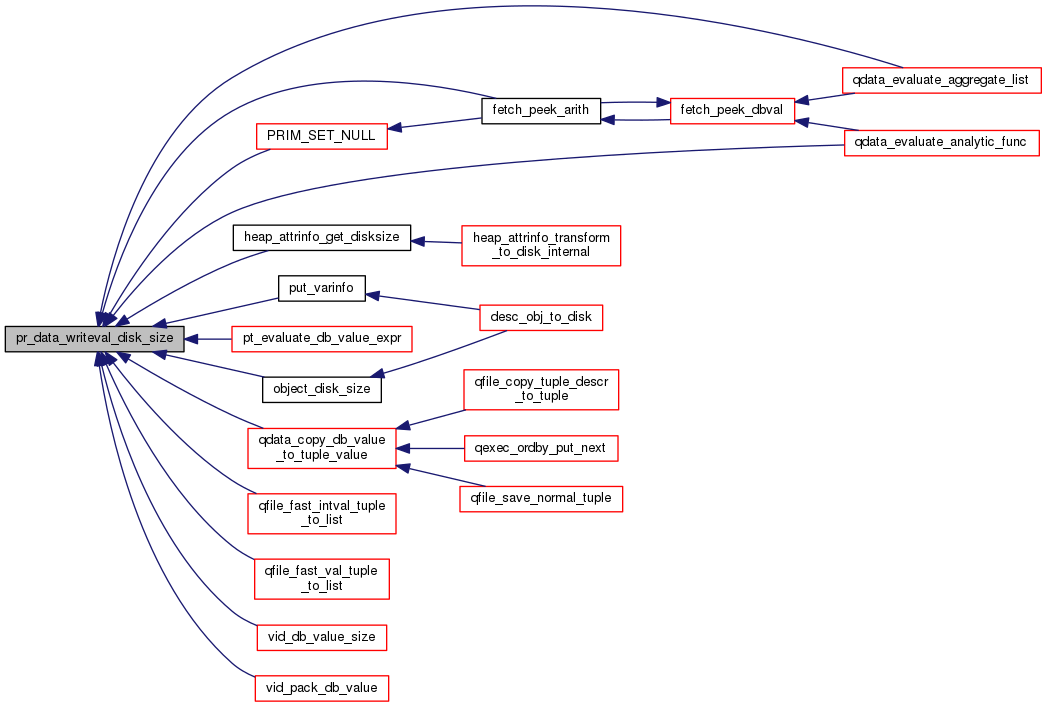 qdata_evaluate_aggregate_list
fetch_peek_arith
fetch_peek_dbval
PRIM_SET_NULL
qdata_evaluate_analytic_func
heap_attrinfo_get_disksize
heap_attrinfo_transform
_to_disk_internal
put_varinfo
desc_obj_to_disk
pr_data_writeval_disk_size
pt_evaluate_db_value_expr
object_disk_size
qfile_copy_tuple_descr
_to_tuple
qdata_copy_db_value
_to_tuple_value
qexec_ordby_put_next
qfile_save_normal_tuple
qfile_fast_intval_tuple
_to_list
qfile_fast_val_tuple
_to_list
vid_db_value_size
vid_pack_db_value